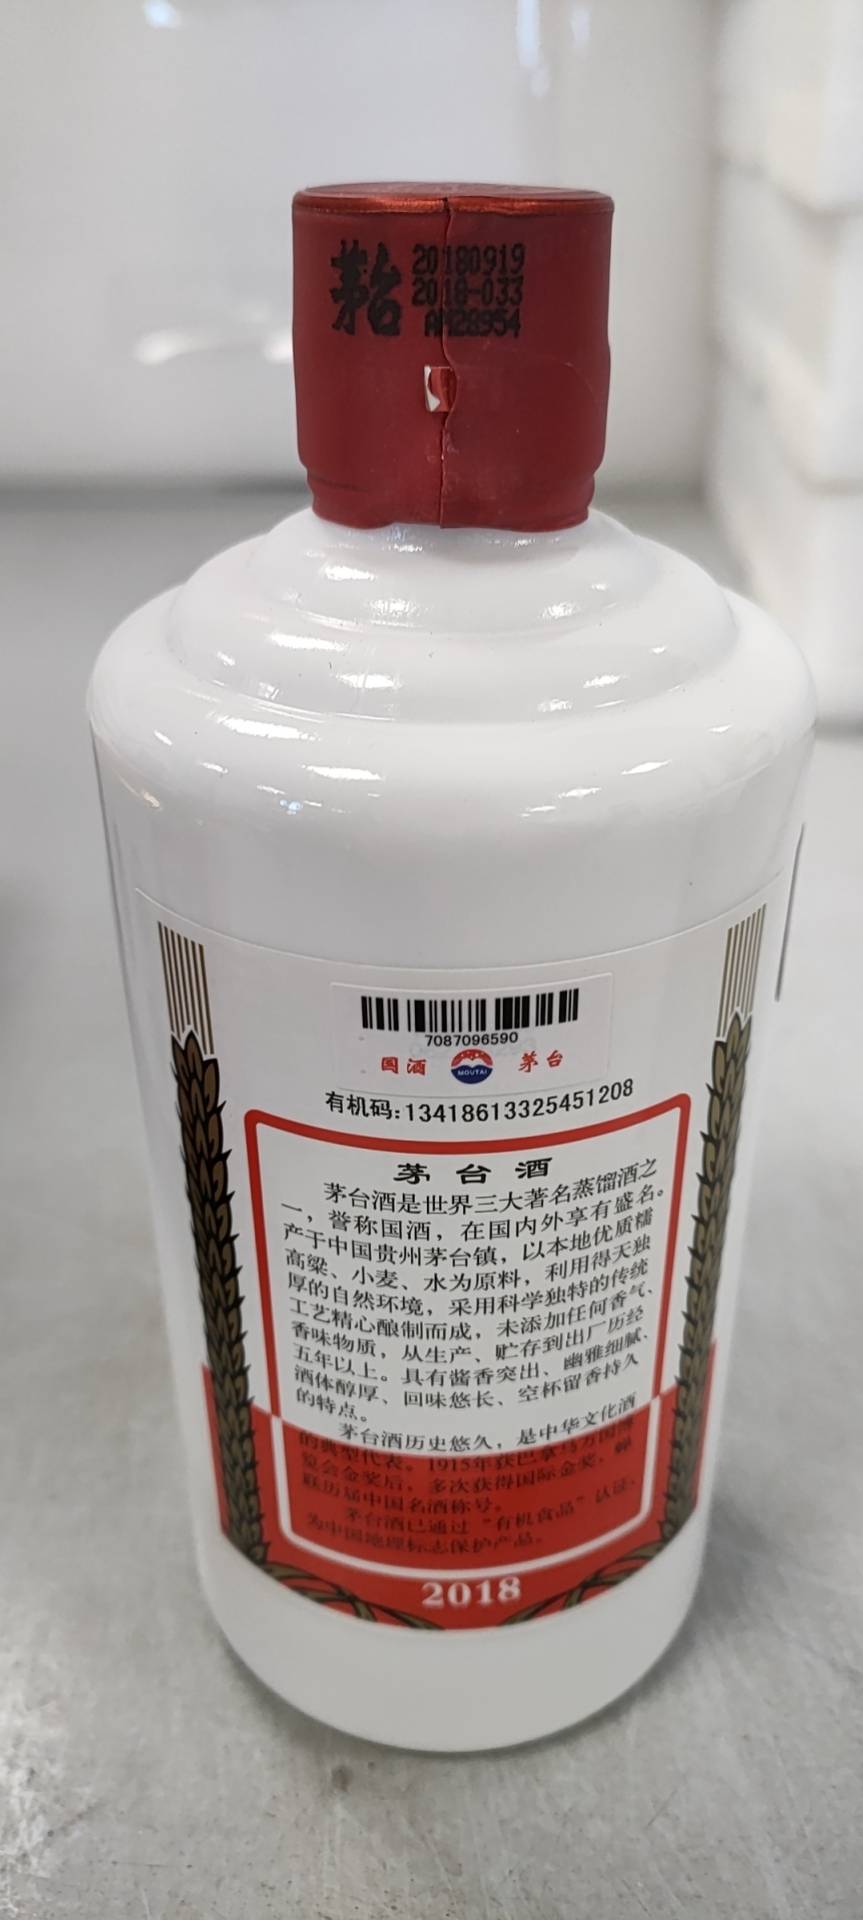 茅台
20180919
2018-033
AM28954
7087096590
国酒 MOUTAI 茅台
有机码:13418613325451208
茅台酒
茅台酒是世界三大著名蒸馏酒之
一，誉称国酒，在国内外享有盛名。
产于中国贵州茅台镇，以本地优质糯
高粱、小麦、水为原料，利用得天独
厚的自然环境，采用科学独特的传统
工艺精心酿制而成，未添加任何香气、
香味物质，从生产、贮存到出厂历经
五年以上。具有酱香突出、幽雅细腻、
酒体醇厚、回味悠长、空杯留香持久
的特点。
茅台酒历史悠久，是中华文化酒
的典型代表。1915年获巴拿马万国博
览会金奖后，多次获得国际金奖，蝉
联历届中国名酒称号。
茅台酒已通过“有机食品”认证、
为中国地理标志保护产品。
2018